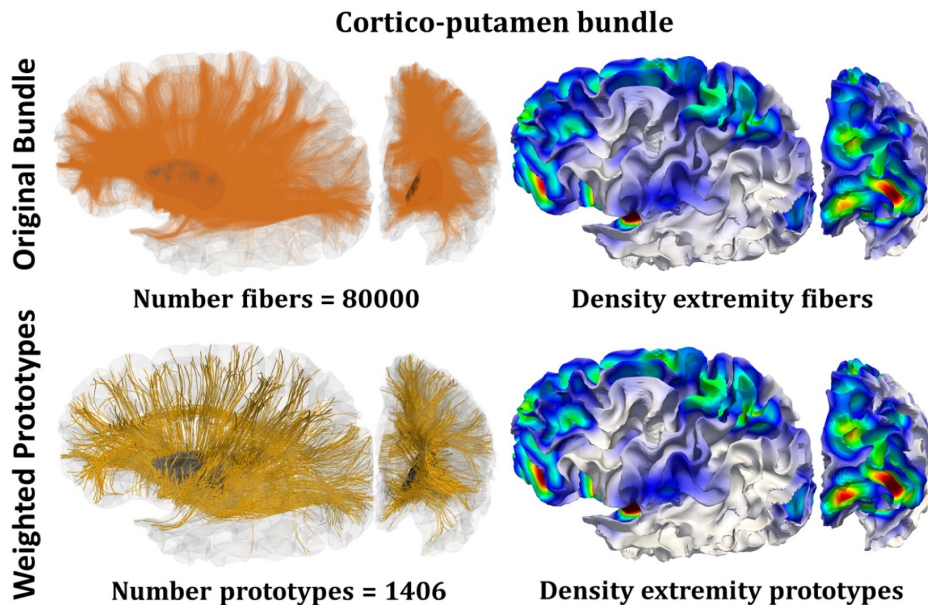 Cortico-putamen bundle
Original Bundle
Number fibers = 80000
Density extremity fibers
Weighted Prototypes
Number prototypes = 1406
Density extremity prototypes